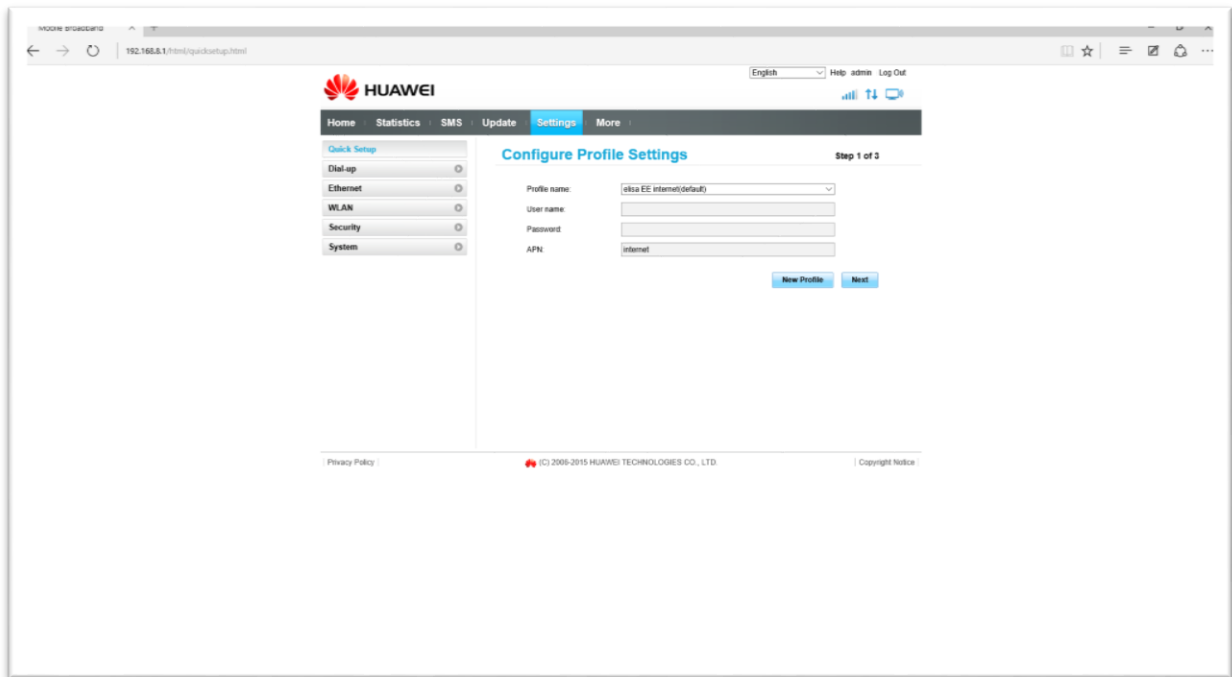 Mobile Broadband
192.168.8.1/html/quicksetup.html
English Help admin Log Out
HUAWEI
Home Statistics SMS Update Settings More
Quick Setup
Dial-up
Ethernet
WLAN
Security
System
Configure Profile Settings Step 1 of 3
Profile name: elisa EE internet(default)
User name:
Password:
APN: internet
New Profile Next
Privacy Policy (C) 2006-2015 HUAWEI TECHNOLOGIES CO., LTD. Copyright Notice